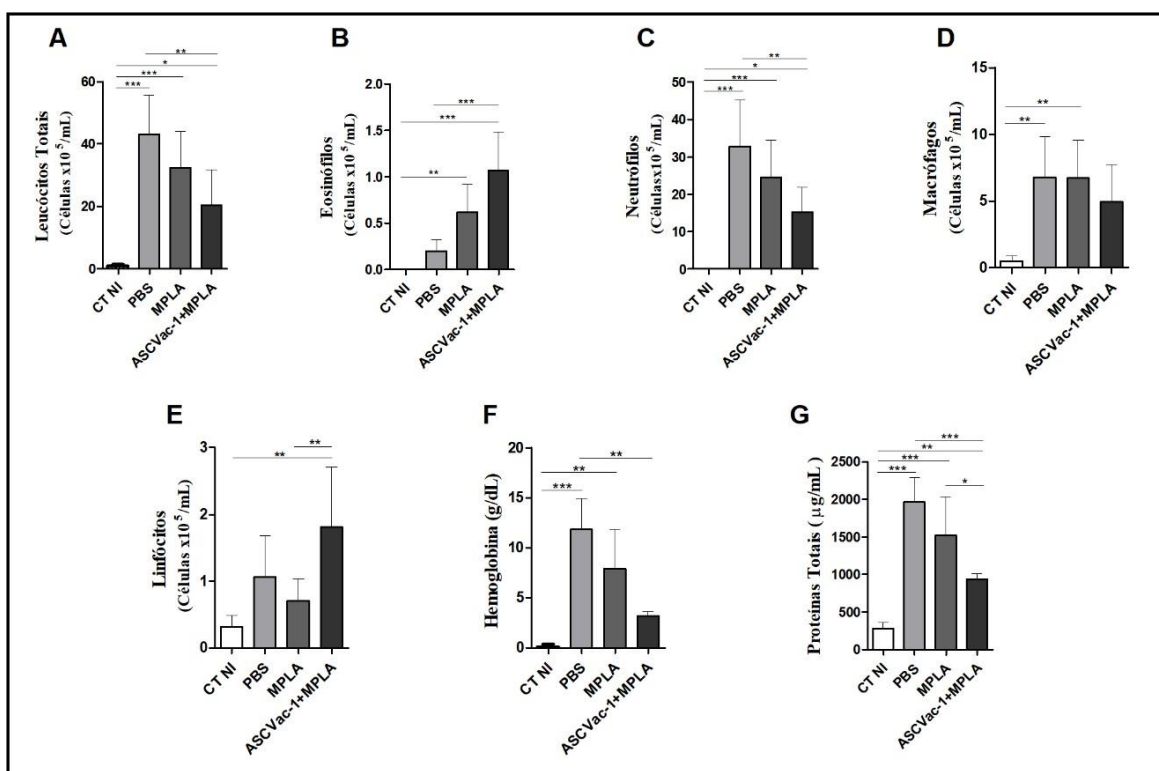 A
Leucócitos Totais
(Células x10⁵/mL)
60
40
20
0
**
*
***
***
CT NI
PBS
MPLA
ASCVac-1+MPLA
B
Eosinófilos
(Células x10⁵/mL)
2.0
1.5
1.0
0.5
0.0
***
***
**
CT NI
PBS
MPLA
ASCVac-1+MPLA
C
Neutrófilos
(Célulasx10⁵/mL)
50
40
30
20
10
0
**
*
***
***
CT NI
PBS
MPLA
ASCVac-1+MPLA
D
Macrófagos
(Células x10⁵/mL)
15
10
5
0
**
**
CT NI
PBS
MPLA
ASCVac-1+MPLA
E
Linfócitos
(Células x10⁵/mL)
3
2
1
0
**
**
CT NI
PBS
MPLA
ASCVac-1+MPLA
F
Hemoglobina (g/dL)
20
15
10
5
0
**
**
***
CT NI
PBS
MPLA
ASCVac-1+MPLA
G
Proteínas Totais ( µg/mL )
2500
2000
1500
1000
500
0
***
**
***
***
*
CT NI
PBS
MPLA
ASCVac-1+MPLA